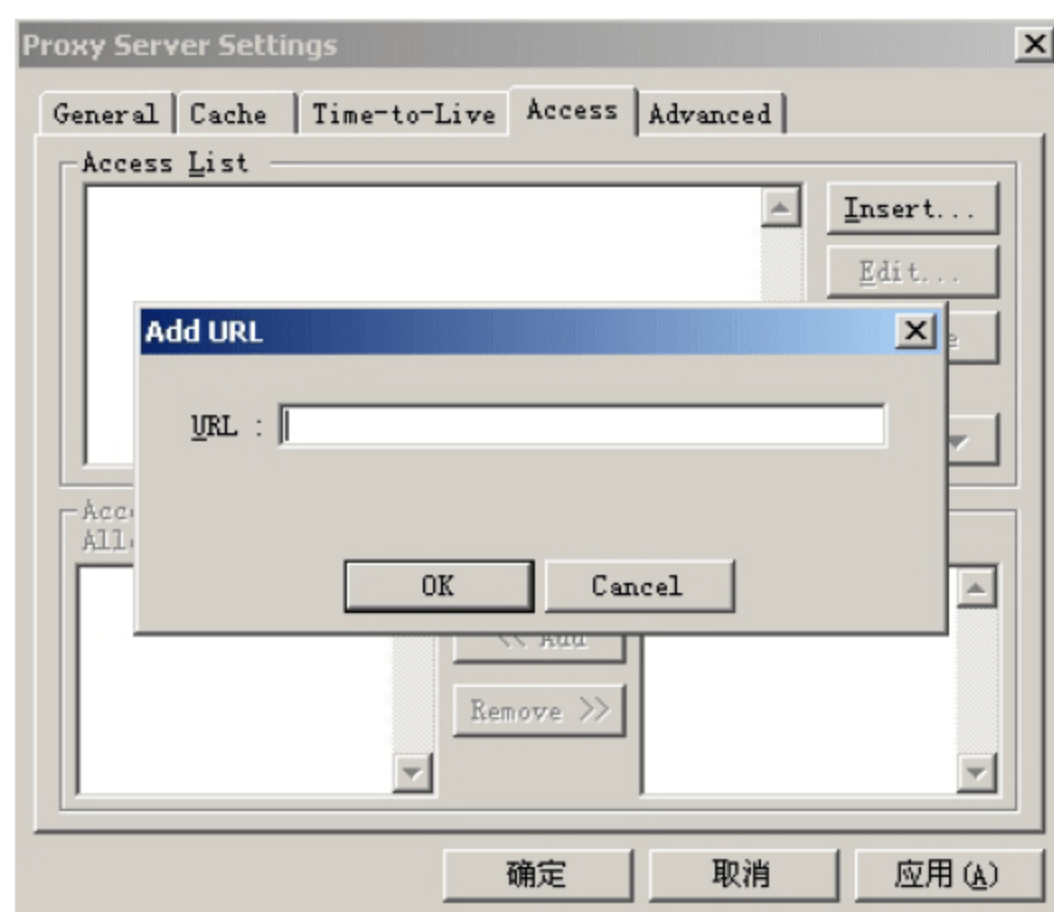 Proxy Server Settings
General Cache Time-to-Live Access Advanced
Access List
Insert...
Edit...
Add URL
URL :
OK Cancel
<< Add
Remove >>
确定 取消 应用(A)